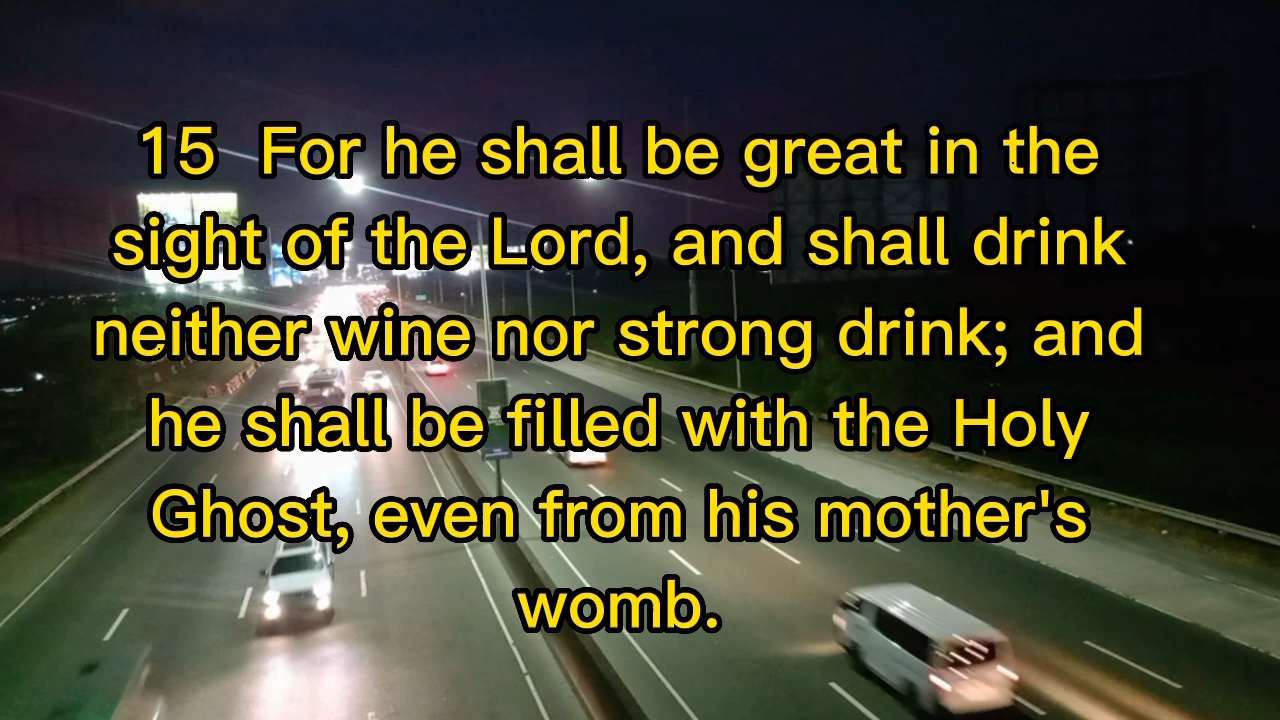 15  For he shall be great in the
sight of the Lord, and shall drink
neither wine nor strong drink; and
he shall be filled with the Holy
Ghost, even from his mother's
womb.